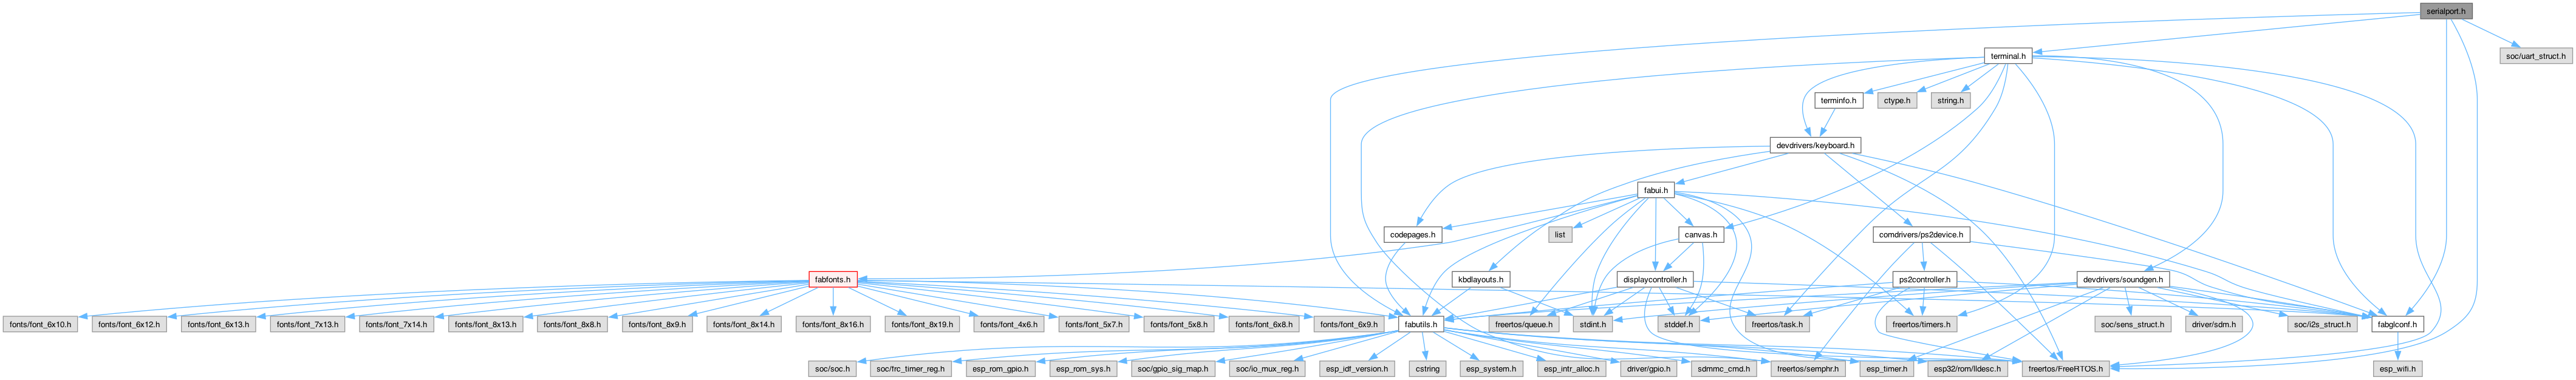 serialport.h
terminal.h
soc/uart_struct.h
terminfo.h
ctype.h
string.h
devdrivers/keyboard.h
fabui.h
codepages.h
list
canvas.h
comdrivers/ps2device.h
fabfonts.h
kbdlayouts.h
displaycontroller.h
ps2controller.h
devdrivers/soundgen.h
fonts/font_6x10.h
fonts/font_6x12.h
fonts/font_6x13.h
fonts/font_7x13.h
fonts/font_7x14.h
fonts/font_8x13.h
fonts/font_8x8.h
fonts/font_8x9.h
fonts/font_8x14.h
fonts/font_8x16.h
fonts/font_8x19.h
fonts/font_4x6.h
fonts/font_5x7.h
fonts/font_5x8.h
fonts/font_6x8.h
fonts/font_6x9.h
fabutils.h
freertos/queue.h
stdint.h
stddef.h
freertos/task.h
freertos/timers.h
soc/sens_struct.h
driver/sdm.h
soc/i2s_struct.h
fabglconf.h
soc/soc.h
soc/frc_timer_reg.h
esp_rom_gpio.h
esp_rom_sys.h
soc/gpio_sig_map.h
soc/io_mux_reg.h
esp_idf_version.h
cstring
esp_system.h
esp_intr_alloc.h
driver/gpio.h
sdmmc_cmd.h
freertos/semphr.h
esp_timer.h
esp32/rom/lldesc.h
freertos/FreeRTOS.h
esp_wifi.h